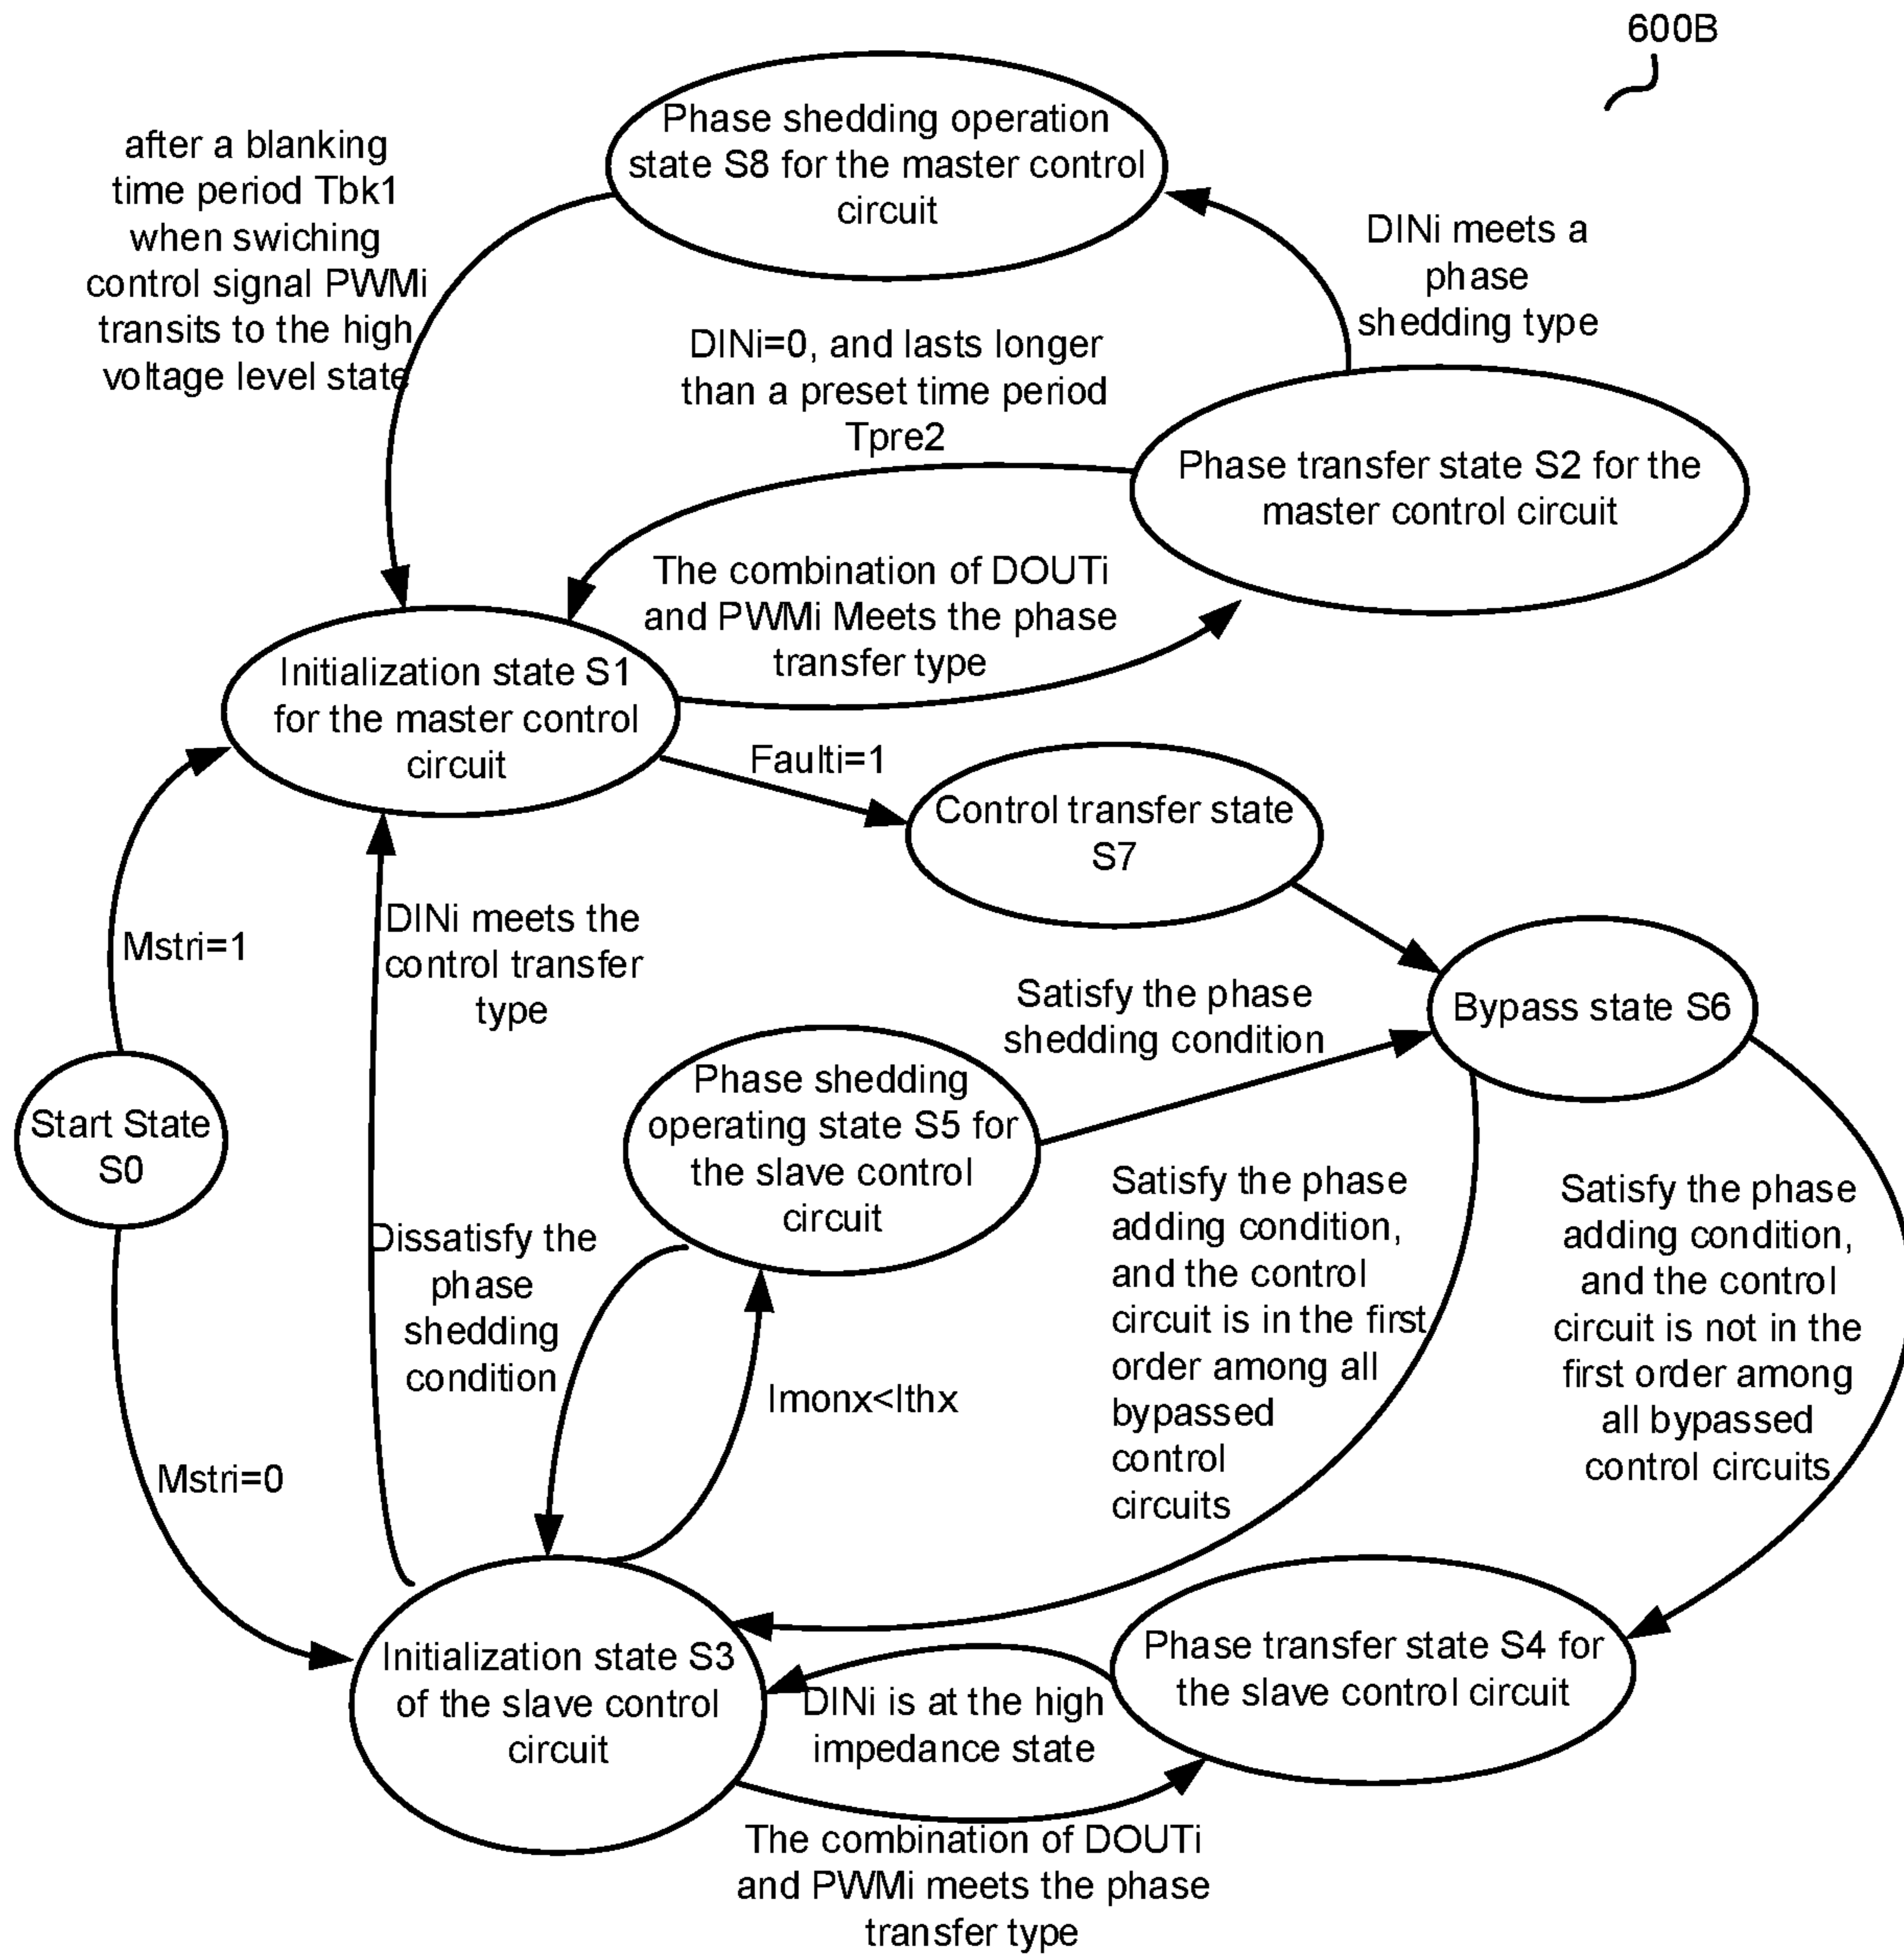 600B
Phase shedding operation
state S8 for the master control
circuit
after a blanking
time period Tbk1
when swiching
control signal PWMi
transits to the high
voltage level state
DINi meets a
phase
shedding type
DINi=0, and lasts longer
than a preset time period
Tpre2
Phase transfer state S2 for the
master control circuit
The combination of DOUTi
and PWMi Meets the phase
transfer type
Initialization state S1
for the master control
circuit
Faulti=1
Control transfer state
S7
Mstri=1
DINi meets the
control transfer
type
Satisfy the phase
shedding condition
Bypass state S6
Start State
S0
Phase shedding
operating state S5 for
the slave control
circuit
Dissatisfy the
phase
shedding
condition
Imonx<Ithx
Satisfy the phase
adding condition,
and the control
circuit is in the first
order among all
bypassed
control
circuits
Satisfy the phase
adding condition,
and the control
circuit is not in the
first order among
all bypassed
control circuits
Mstri=0
Initialization state S3
of the slave control
circuit
DINi is at the high
impedance state
Phase transfer state S4 for
the slave control circuit
The combination of DOUTi
and PWMi meets the phase
transfer type